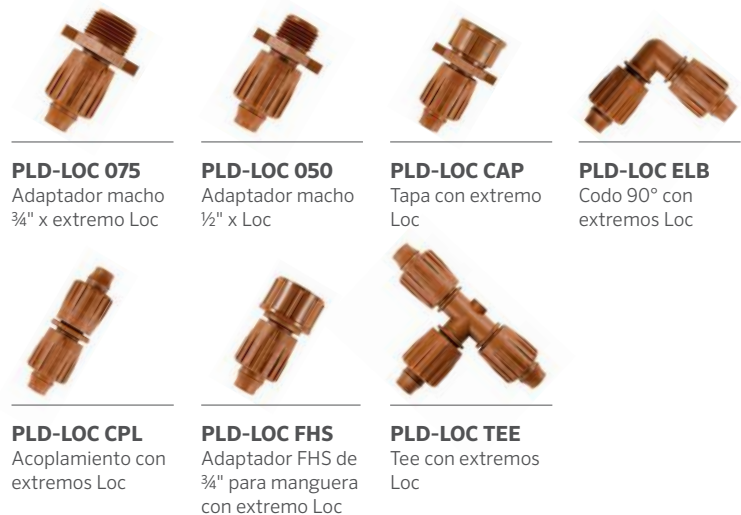 PLD-LOC 075
Adaptador macho
¾" x extremo Loc
PLD-LOC 050
Adaptador macho
½" x Loc
PLD-LOC CAP
Tapa con extremo
Loc
PLD-LOC ELB
Codo 90° con
extremos Loc
PLD-LOC CPL
Acoplamiento con
extremos Loc
PLD-LOC FHS
Adaptador FHS de
¾" para manguera
con extremo Loc
PLD-LOC TEE
Tee con extremos
Loc